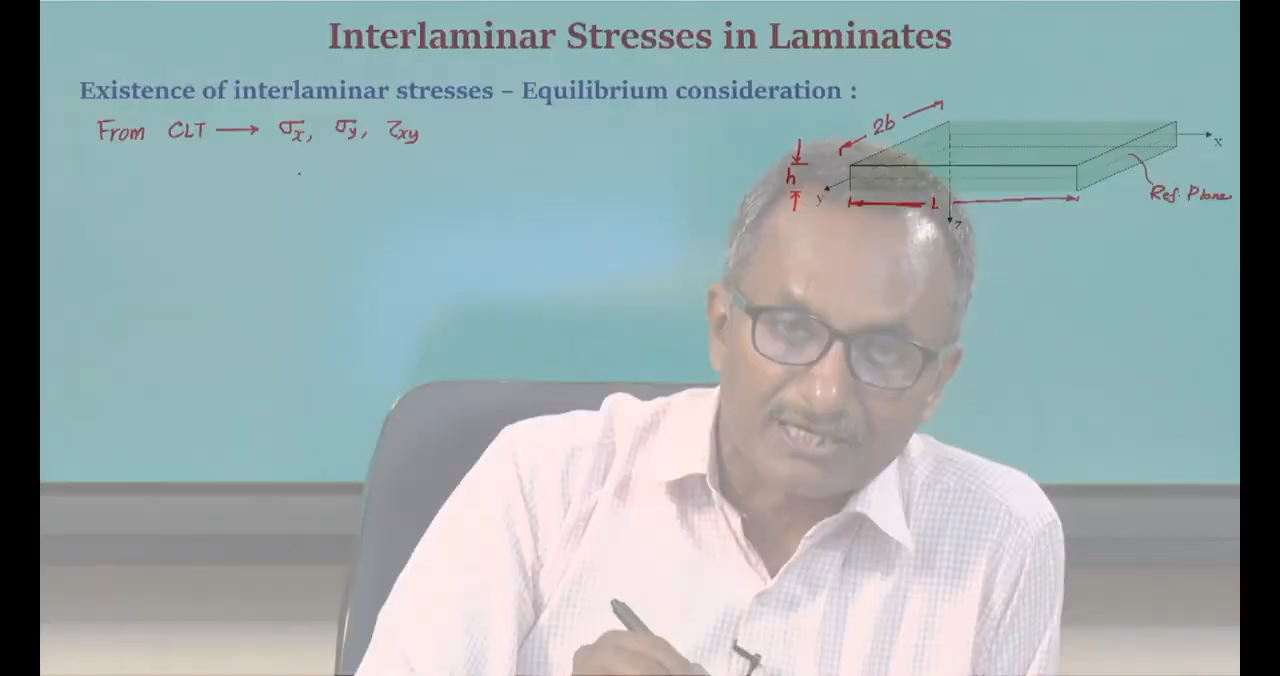 Interlaminar Stresses in Laminates
Existence of interlaminar stresses – Equilibrium consideration :
From CLT → σx, σy, τxy
2b
h
L
x
y
z
Ref. Plane